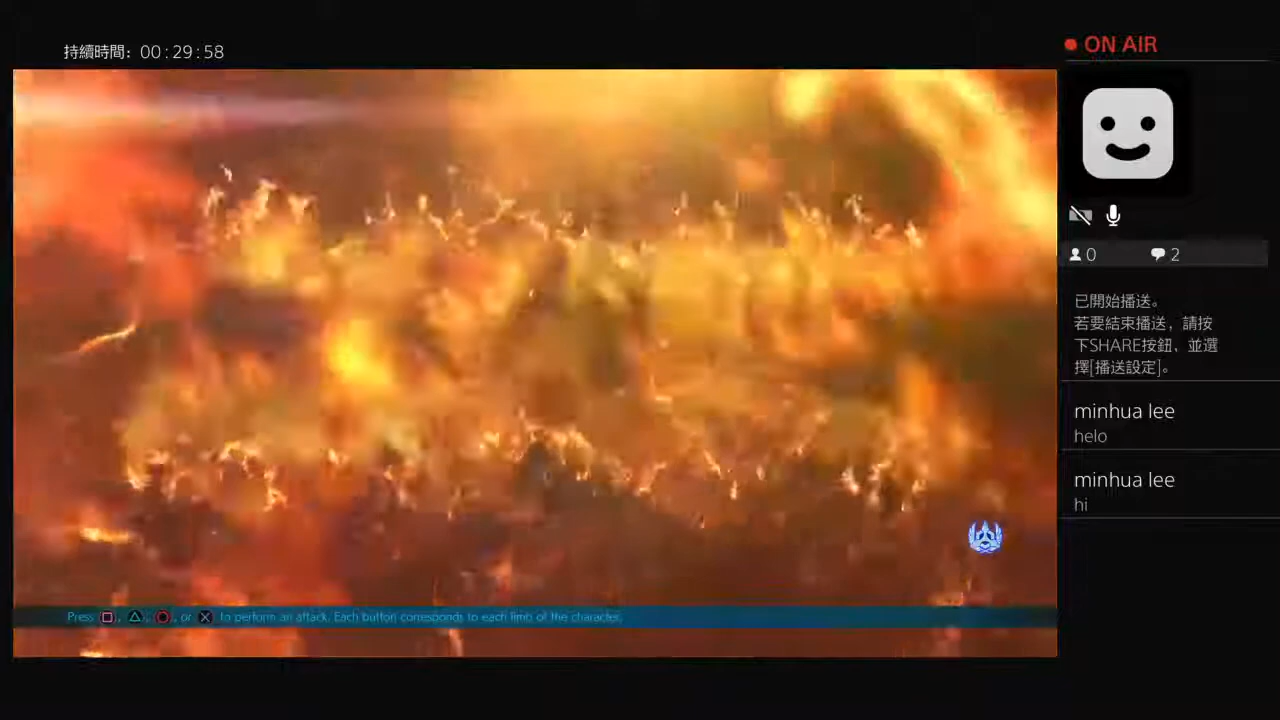 持續時間: 00:29:58
ON AIR
0 2
已開始播送。
若要結束播送，請按
下SHARE按鈕，並選
擇[播送設定]。
minhua lee
helo
minhua lee
hi
Press □, △, ○, or ✕ to perform an attack. Each button corresponds to each limb of the character.